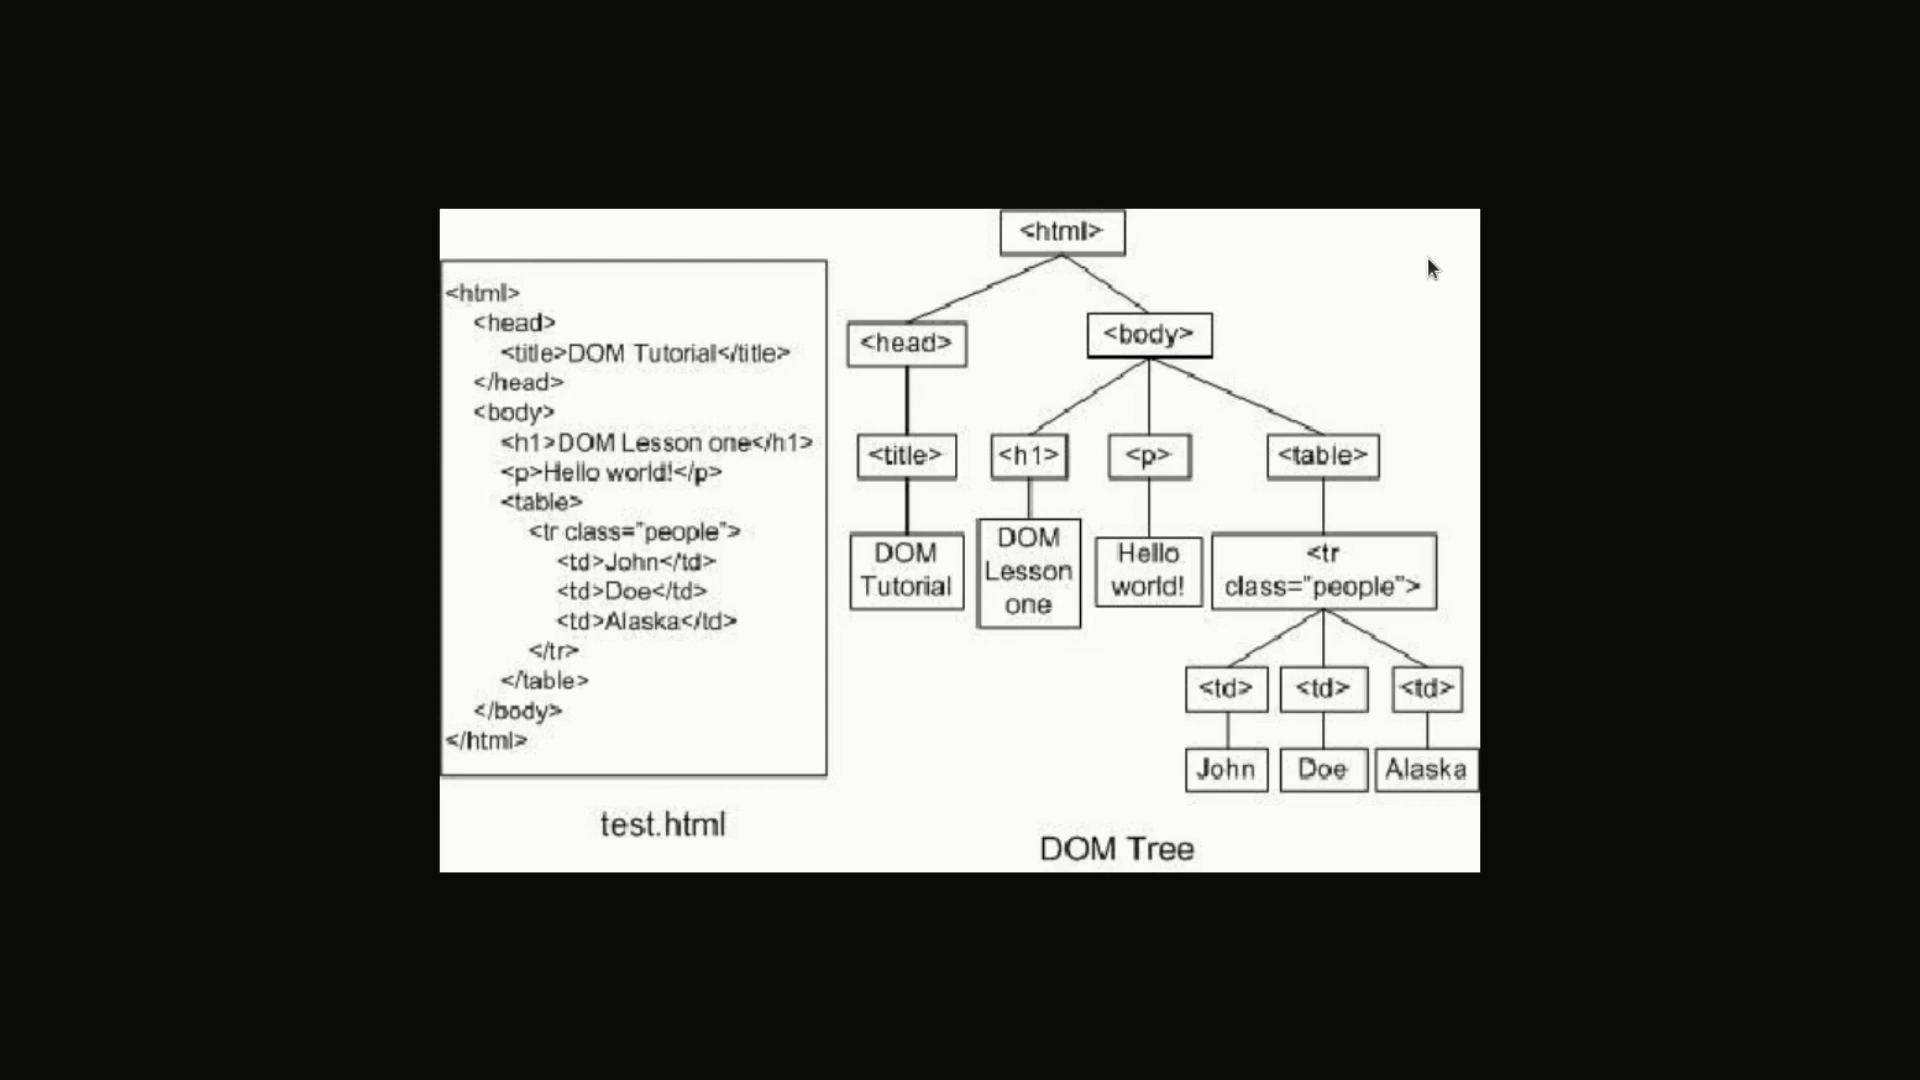 <html>
<head>
<title>DOM Tutorial</title>
</head>
<body>
<h1>DOM Lesson one</h1>
<p>Hello world!</p>
<table>
<tr class="people">
<td>John</td>
<td>Doe</td>
<td>Alaska</td>
</tr>
</table>
</body>
</html>
test.html
<html>
<head>
<body>
<title>
<h1>
<p>
<table>
DOM
Tutorial
DOM
Lesson
one
Hello
world!
<tr
class="people">
<td>
<td>
<td>
John
Doe
Alaska
DOM Tree